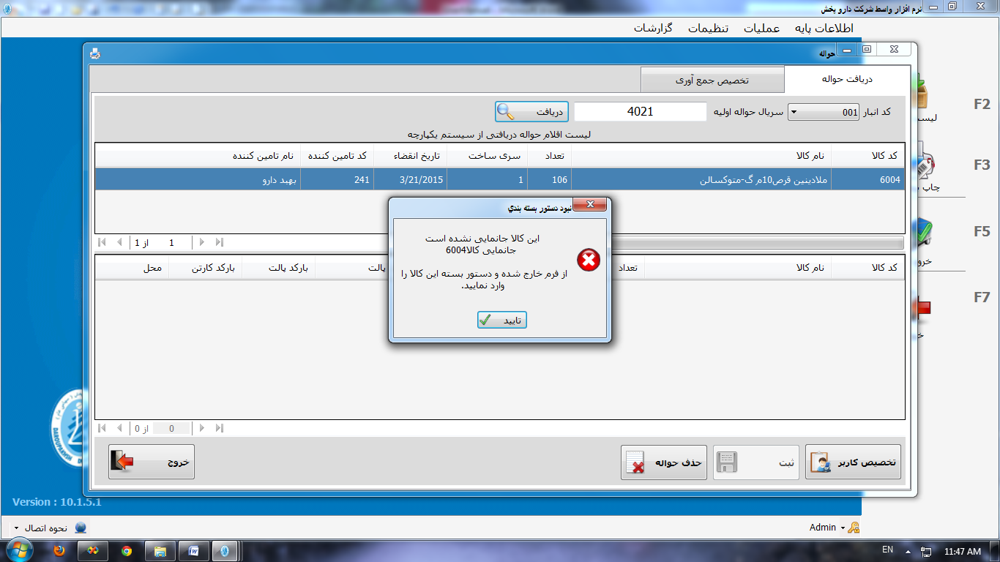 نرم افزار واسط شرکت دارو پخش
اطلاعات پایه
عملیات
تنظیمات
گزارشات
حواله
دریافت حواله
تخصیص جمع آوری
کد انبار
001
سریال حواله اولیه
4021
دریافت
لیست اقلام حواله دریافتی از سیستم یکپارچه
کد کالا
نام کالا
تعداد
سری ساخت
تاریخ انقضاء
کد تامین کننده
نام تامین کننده
6004
ملادینین قرص10م گ-متوکسالن
106
1
3/21/2015
241
بهبد دارو
1 از 1
نبود دستور بسته بندي
این کالا جانمایی نشده است
جانمایی کالا6004
از فرم خارج شده و دستور بسته این کالا را
وارد نمایید.
تایید
کد کالا
نام کالا
تعداد
پالت
بارکد پالت
بارکد کارتن
محل
0 از 0
تخصیص کاربر
ثبت
حذف حواله
خروج
F2
F3
چاپ
F5
F7
Version : 10.1.5.1
نحوه اتصال
Admin
EN
11:47 AM